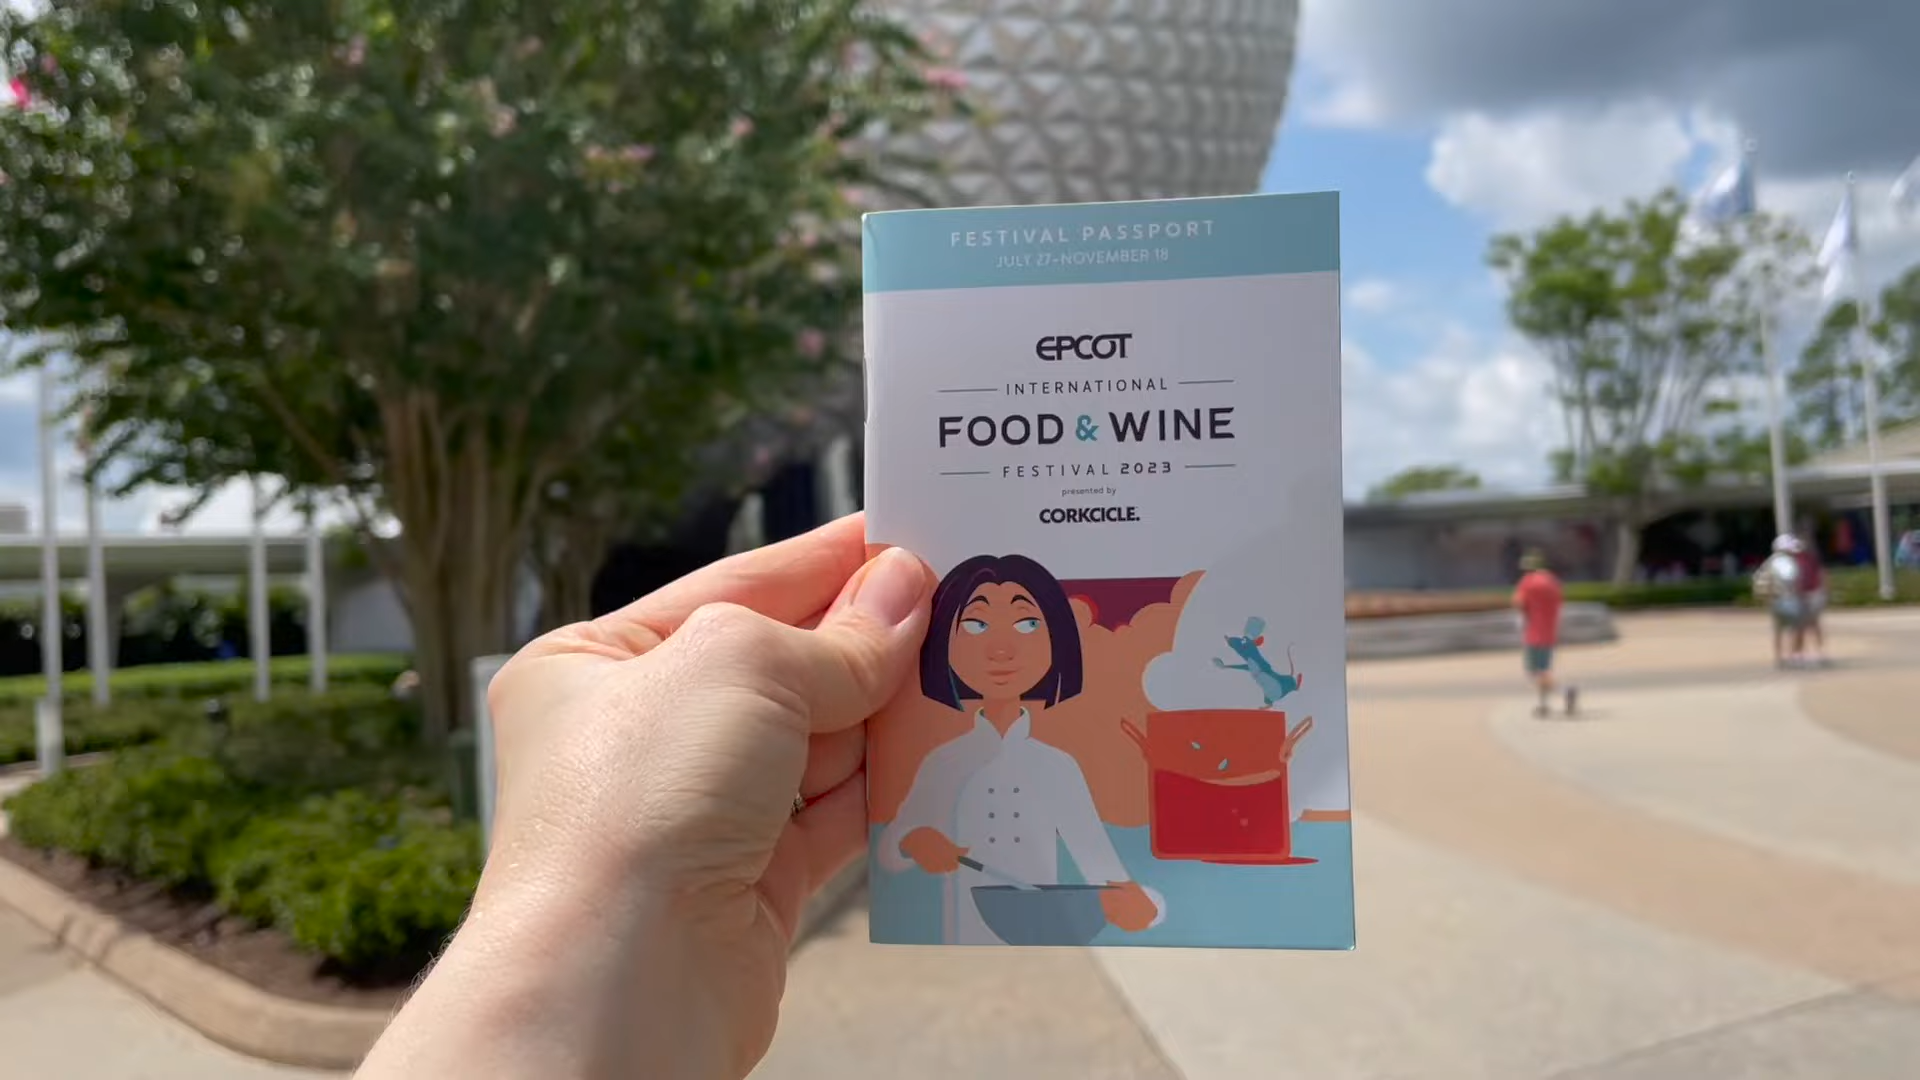 FESTIVAL PASSPORT
JULY 27-NOVEMBER 18
EPCOT
INTERNATIONAL
FOOD & WINE
FESTIVAL 2023
presented by
CORKCICLE.